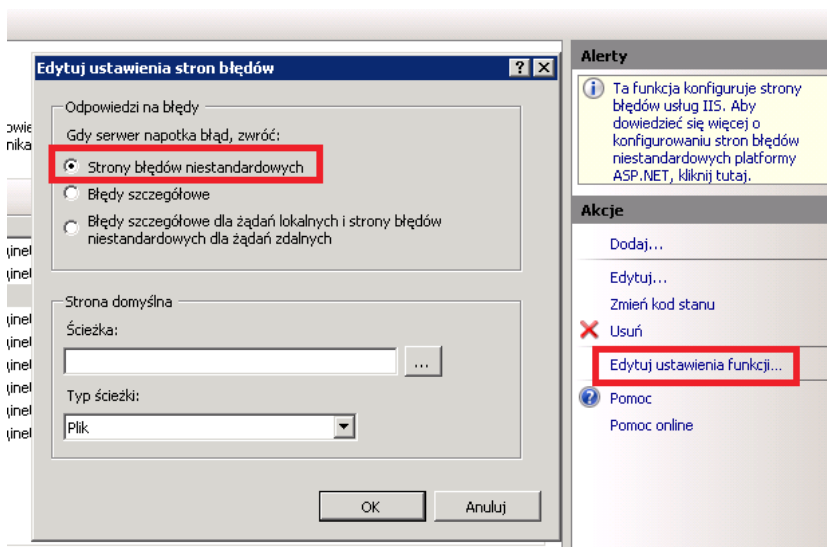 Edytuj ustawienia stron błędów
Odpowiedzi na błędy
Gdy serwer napotka błąd, zwróć:
Strony błędów niestandardowych
Błędy szczegółowe
Błędy szczegółowe dla żądań lokalnych i strony błędów
niestandardowych dla żądań zdalnych
Strona domyślna
Ścieżka:
...
Typ ścieżki:
Plik
OK
Anuluj
Alerty
Ta funkcja konfiguruje strony
błędów usług IIS. Aby
dowiedzieć się więcej o
konfigurowaniu stron błędów
niestandardowych platformy
ASP.NET, kliknij tutaj.
Akcje
Dodaj...
Edytuj...
Zmień kod stanu
Usuń
Edytuj ustawienia funkcji...
Pomoc
Pomoc online